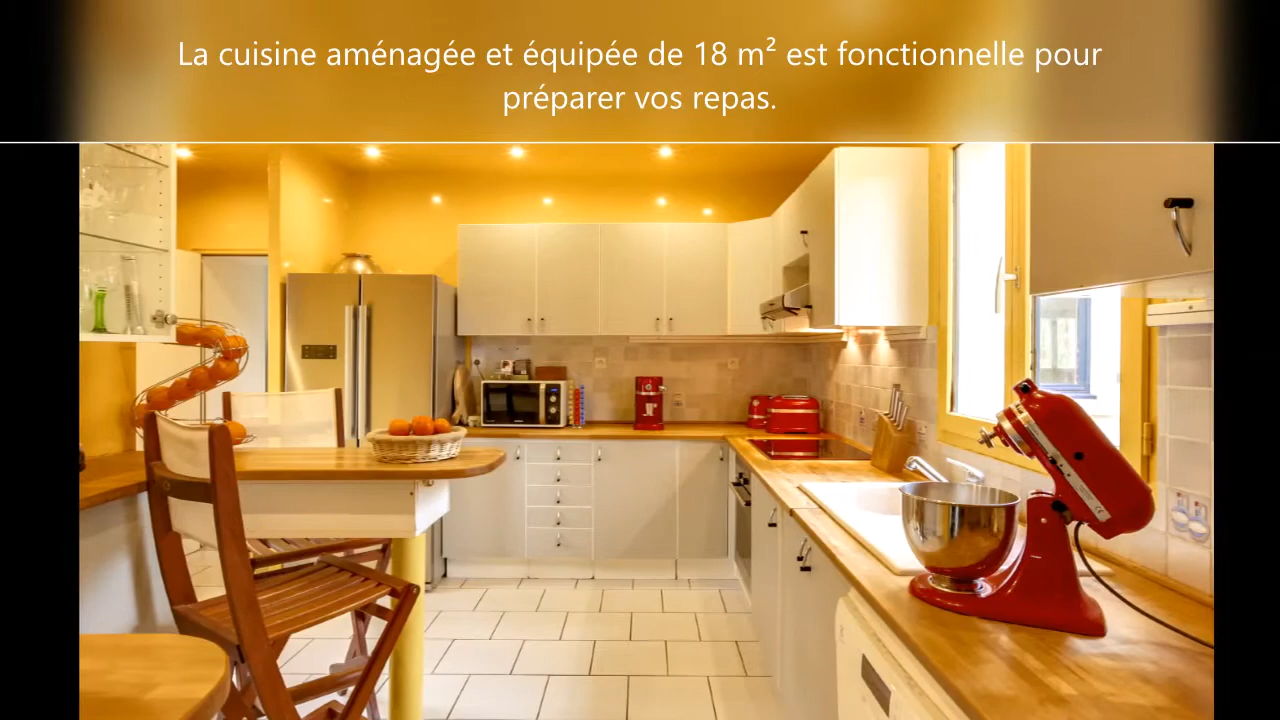 La cuisine aménagée et équipée de 18 m² est fonctionnelle pour
préparer vos repas.